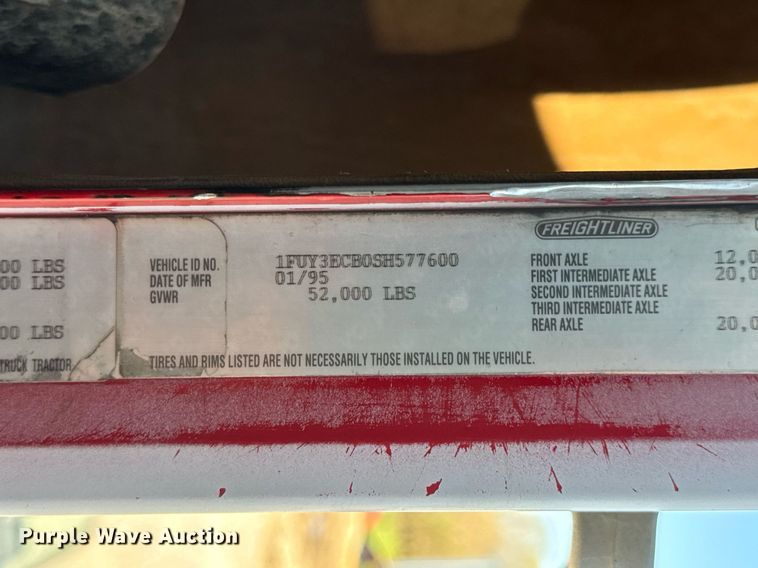 00 LBS
00 LBS
00 LBS
TRUCK TRACTOR
VEHICLE ID NO. 1FUY3ECB0SH577600
DATE OF MFR 01/95
GVWR 52,000 LBS
TIRES AND RIMS LISTED ARE NOT NECESSARILY THOSE INSTALLED ON THE VEHICLE.
FREIGHTLINER
FRONT AXLE 12,0
FIRST INTERMEDIATE AXLE 20,0
SECOND INTERMEDIATE AXLE
THIRD INTERMEDIATE AXLE
REAR AXLE 20,0
Purple Wave Auction